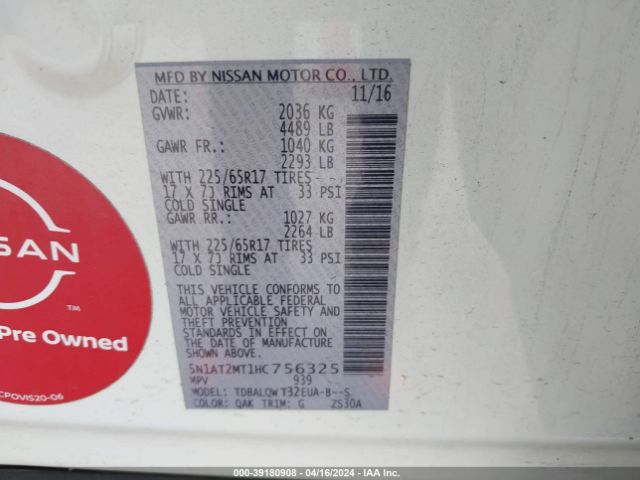 MFD BY NISSAN MOTOR CO., LTD.
DATE: 11/16
GVWR: 2036 KG
4489 LB
GAWR FR.: 1040 KG
2293 LB
WITH 225/65R17 TIRES
17 X 7J RIMS AT 33 PSI
COLD SINGLE
GAWR RR.: 1027 KG
2264 LB
WITH 225/65R17 TIRES
17 X 7J RIMS AT 33 PSI
COLD SINGLE
THIS VEHICLE CONFORMS TO
ALL APPLICABLE FEDERAL
MOTOR VEHICLE SAFETY AND
THEFT PREVENTION
STANDARDS IN EFFECT ON THE
DATE OF MANUFACTURE
SHOWN ABOVE.
5N1AT2MT1HC756325
MPV 939
MODEL: TDBALQW T32EUA-B--S
COLOR: QAK TRIM: G ZS30A
SSAN
TM
Pre Owned
CPOVIS20-06
000-39180908 - 04/16/2024 - IAA Inc.